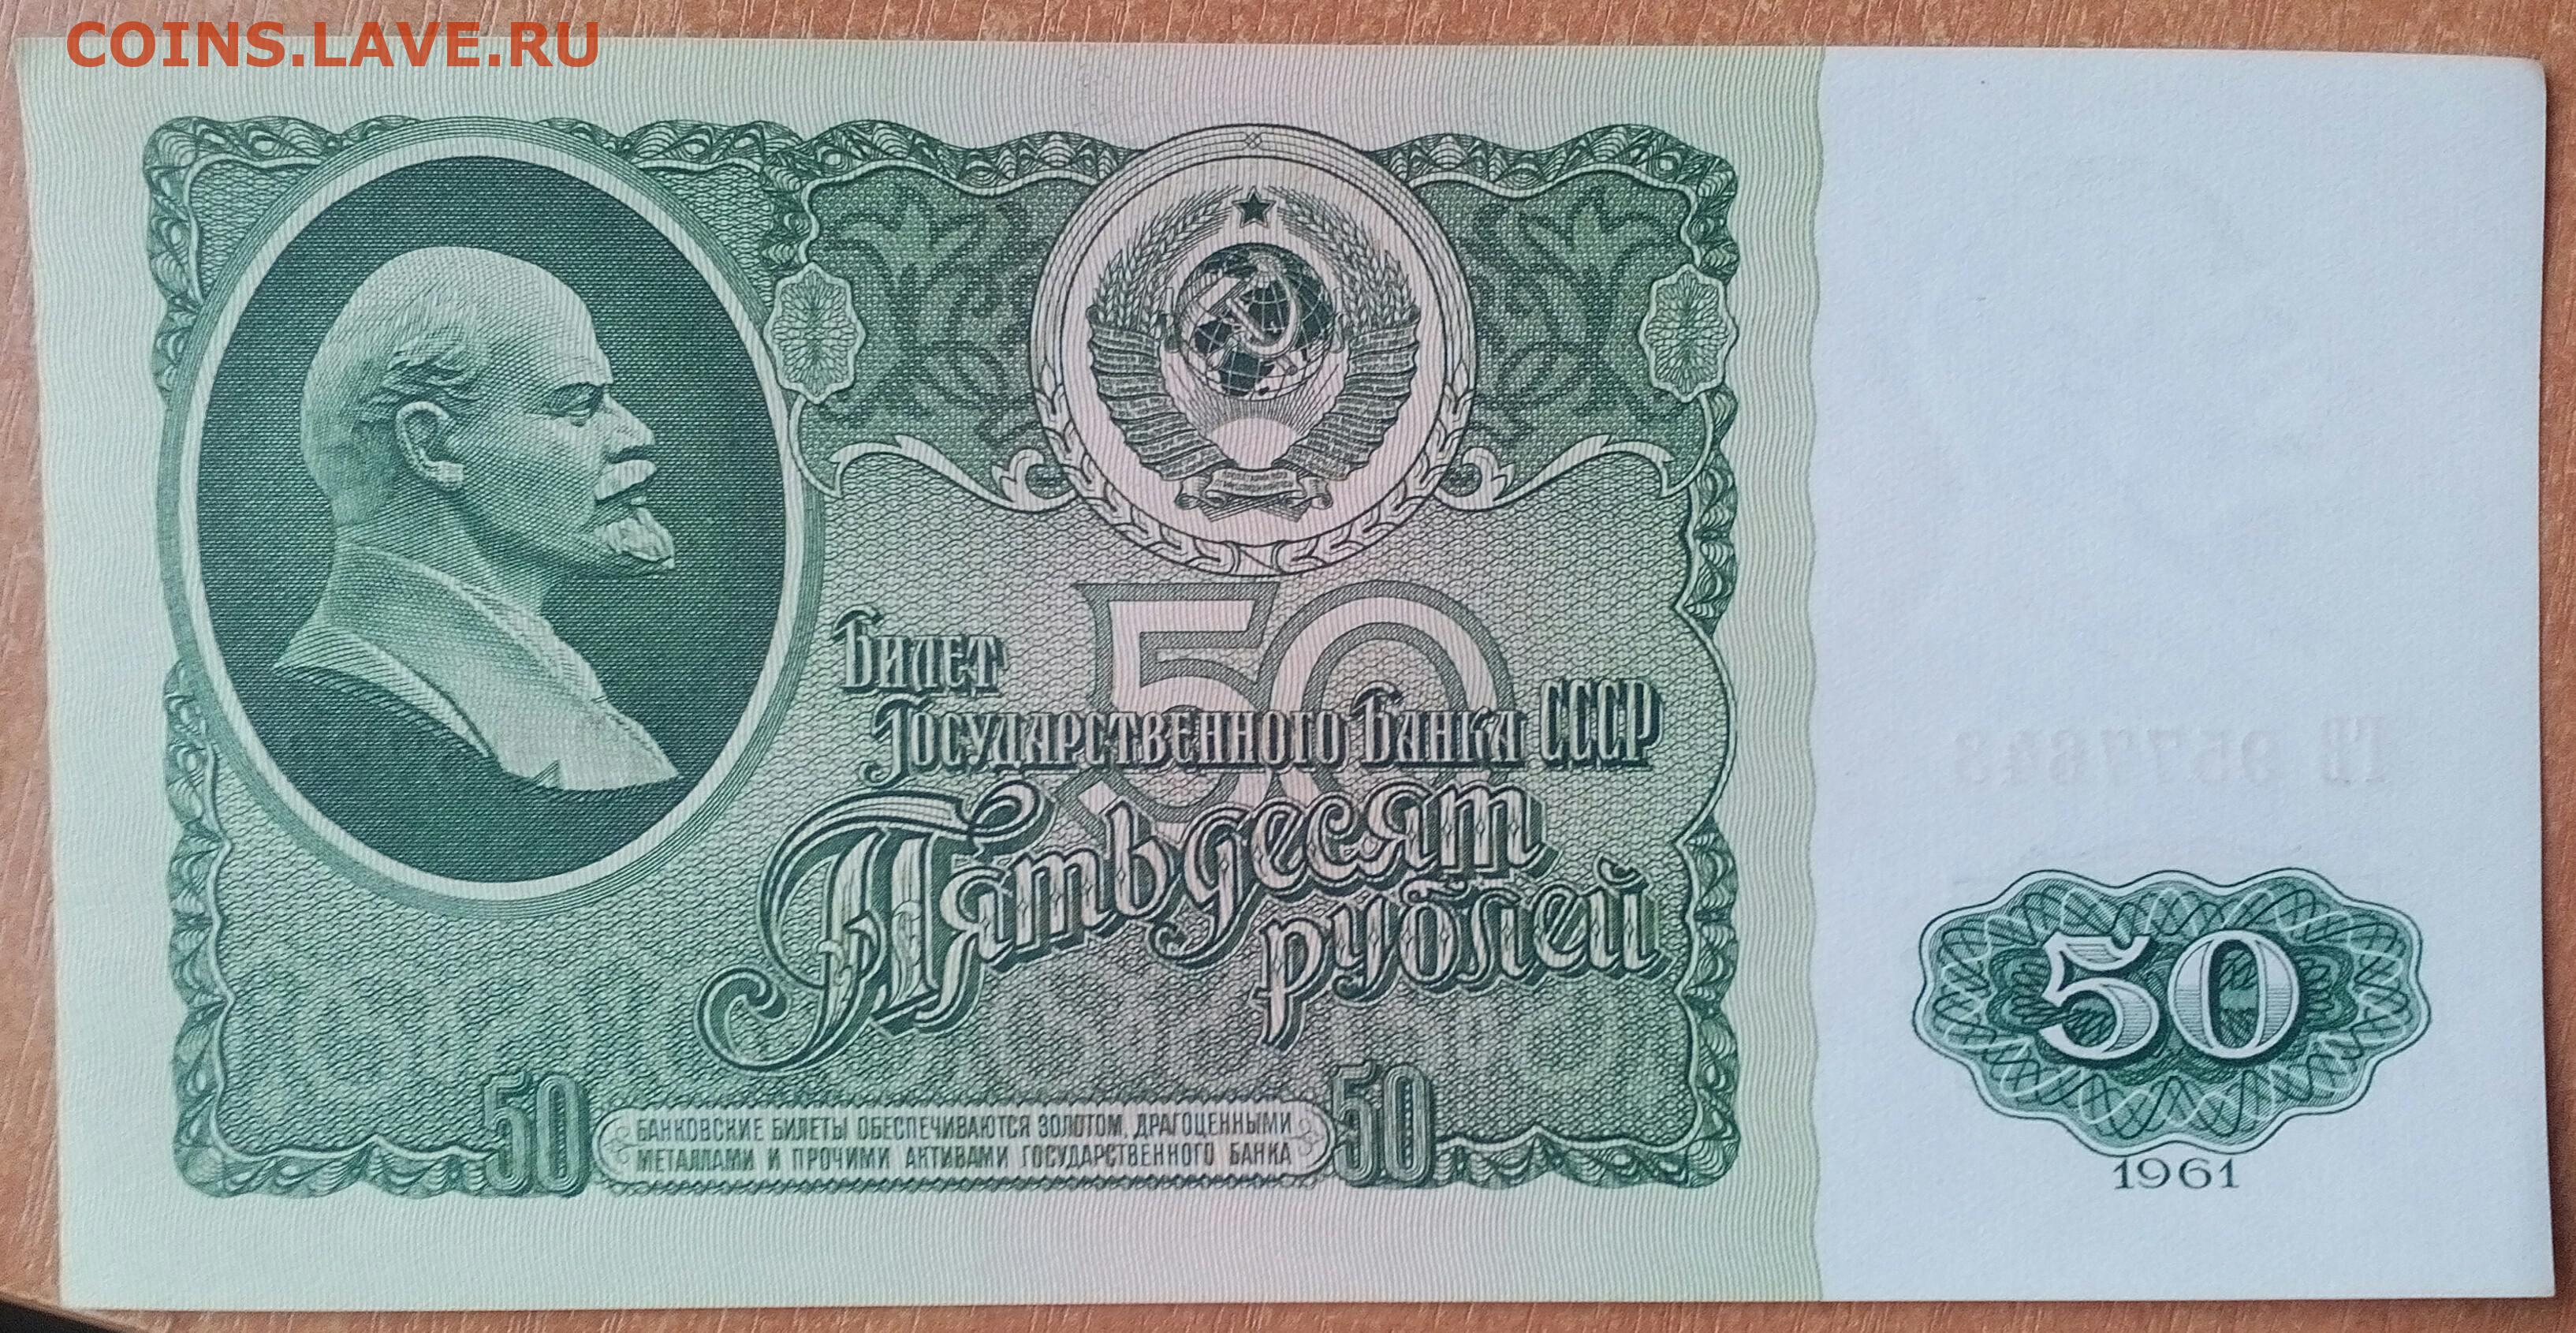 COINS.LAVE.RU
50
Билет
Государственного Банка СССР
Пятьдесят
рублей
50
50
БАНКОВСКИЕ БИЛЕТЫ ОБЕСПЕЧИВАЮТСЯ ЗОЛОТОМ, ДРАГОЦЕННЫМИ
МЕТАЛЛАМИ И ПРОЧИМИ АКТИВАМИ ГОСУДАРСТВЕННОГО БАНКА
50
1961